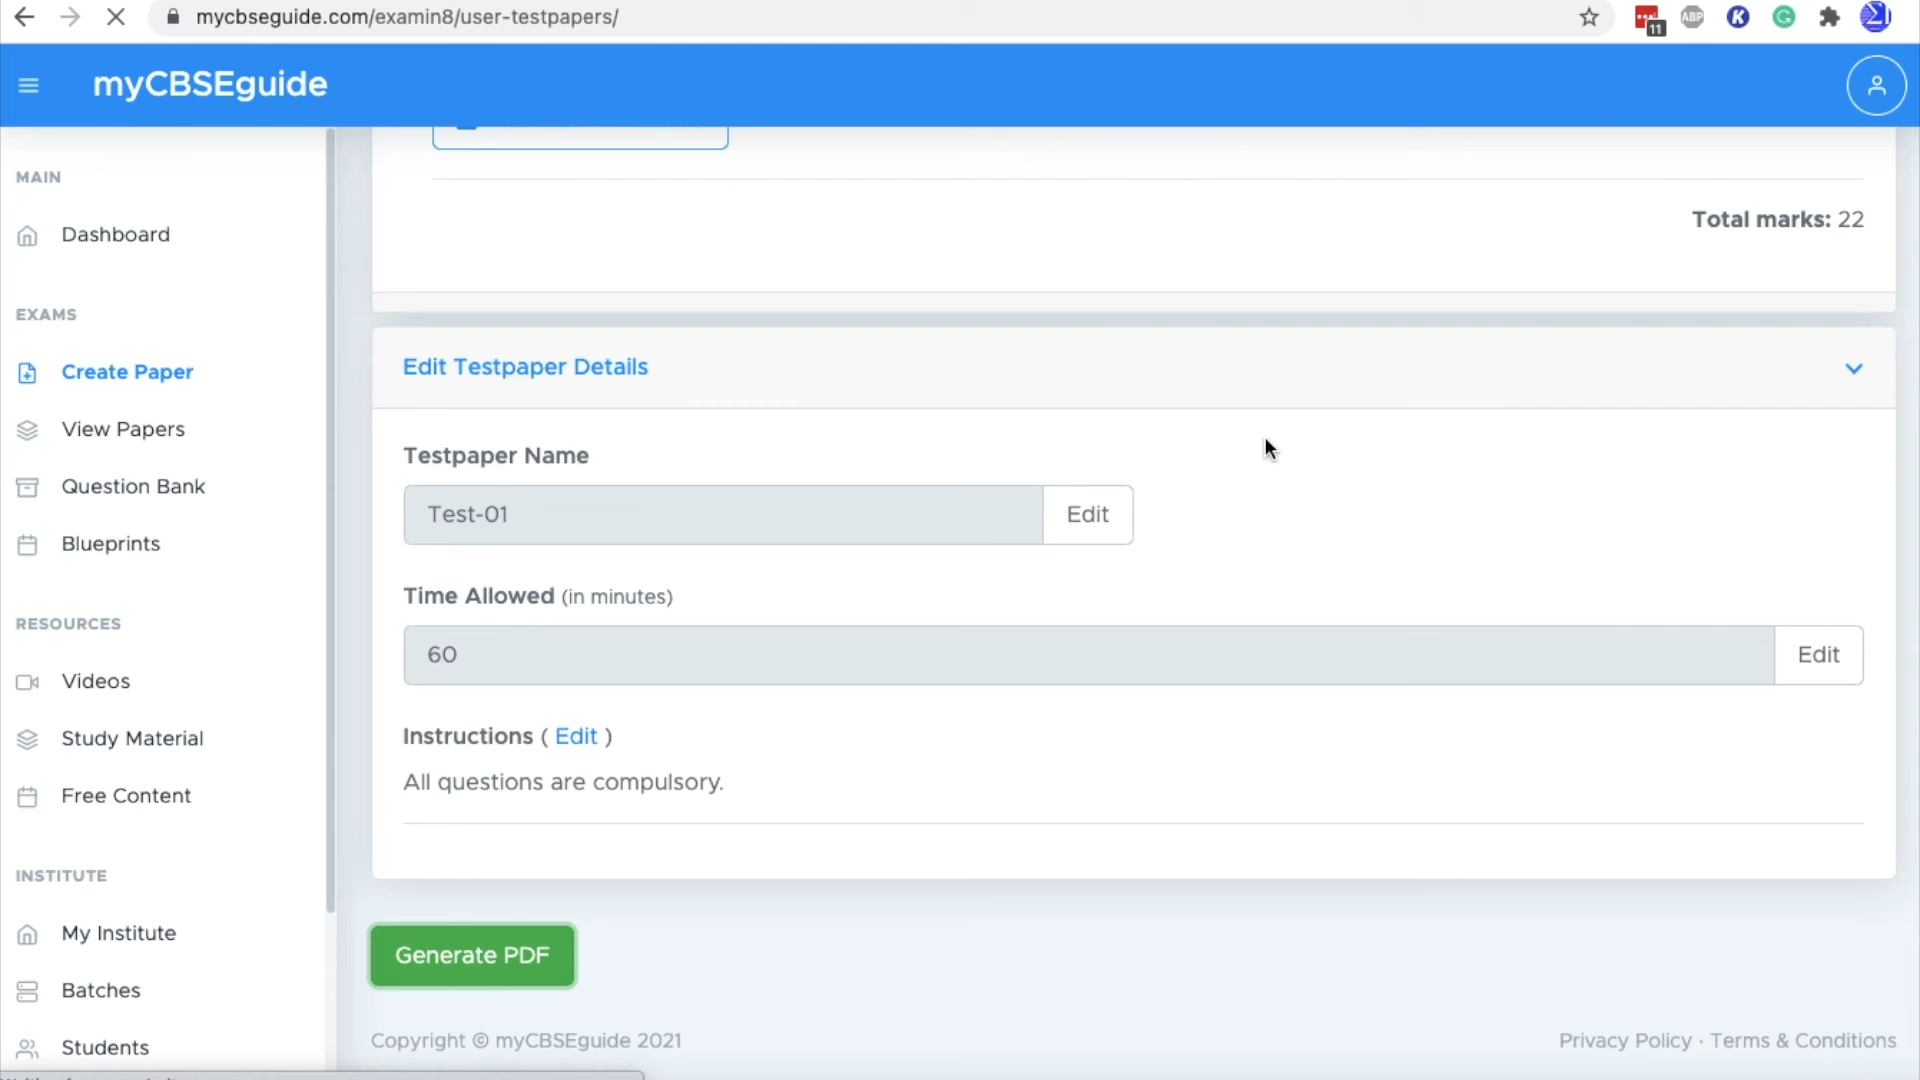 mycbseguide.com/examin8/user-testpapers/
11
ABP
K
G
myCBSEguide
MAIN
Dashboard
EXAMS
Create Paper
View Papers
Question Bank
Blueprints
RESOURCES
Videos
Study Material
Free Content
INSTITUTE
My Institute
Batches
Students
Total marks: 22
Edit Testpaper Details
Testpaper Name
Test-01
Edit
Time Allowed (in minutes)
60
Edit
Instructions ( Edit )
All questions are compulsory.
Generate PDF
Copyright © myCBSEguide 2021
Privacy Policy · Terms & Conditions